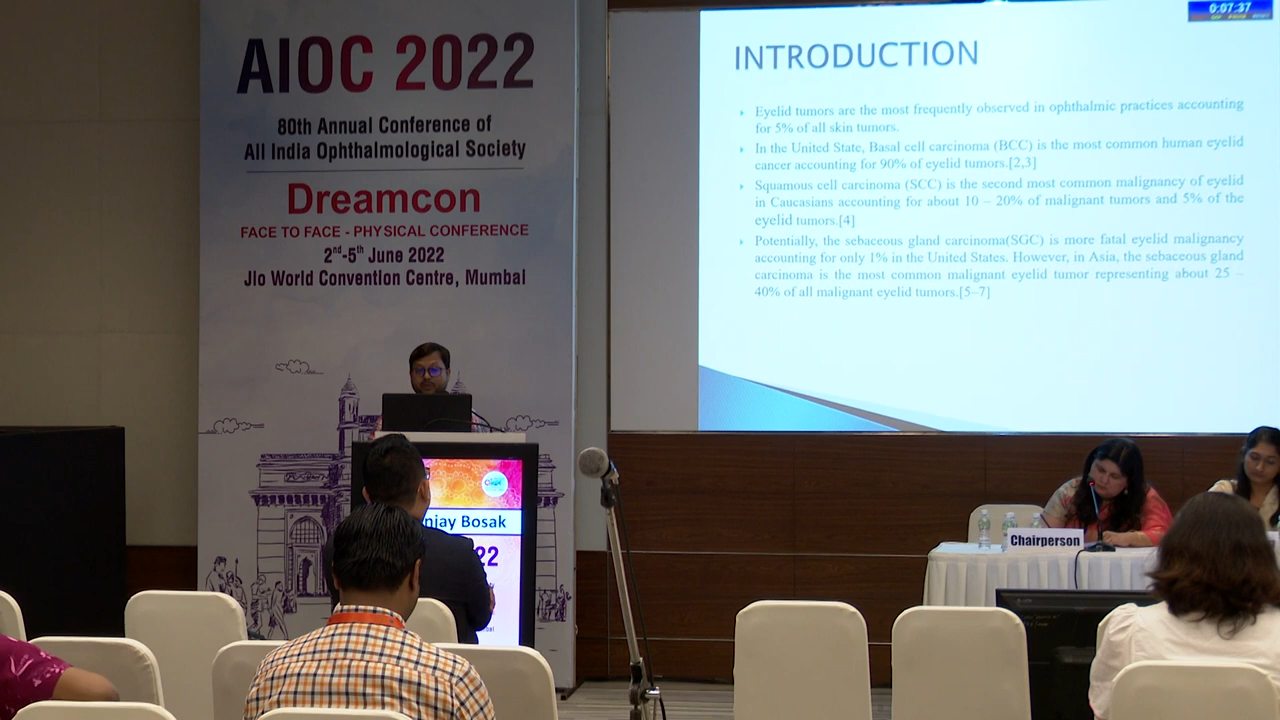 AIOC 2022
80th Annual Conference of
All India Ophthalmological Society
Dreamcon
FACE TO FACE - PHYSICAL CONFERENCE
2nd-5th June 2022
JIo World Convention Centre, Mumbai
0:07:37
INTRODUCTION
Eyelid tumors are the most frequently observed in ophthalmic practices accounting
for 5% of all skin tumors.
In the United State, Basal cell carcinoma (BCC) is the most common human eyelid
cancer accounting for 90% of eyelid tumors.[2,3]
Squamous cell carcinoma (SCC) is the second most common malignancy of eyelid
in Caucasians accounting for about 10 – 20% of malignant tumors and 5% of the
eyelid tumors.[4]
Potentially, the sebaceous gland carcinoma(SGC) is more fatal eyelid malignancy
accounting for only 1% in the United States. However, in Asia, the sebaceous gland
carcinoma is the most common malignant eyelid tumor representing about 25 –
40% of all malignant eyelid tumors.[5–7]
njay Bosak
22
Chairperson